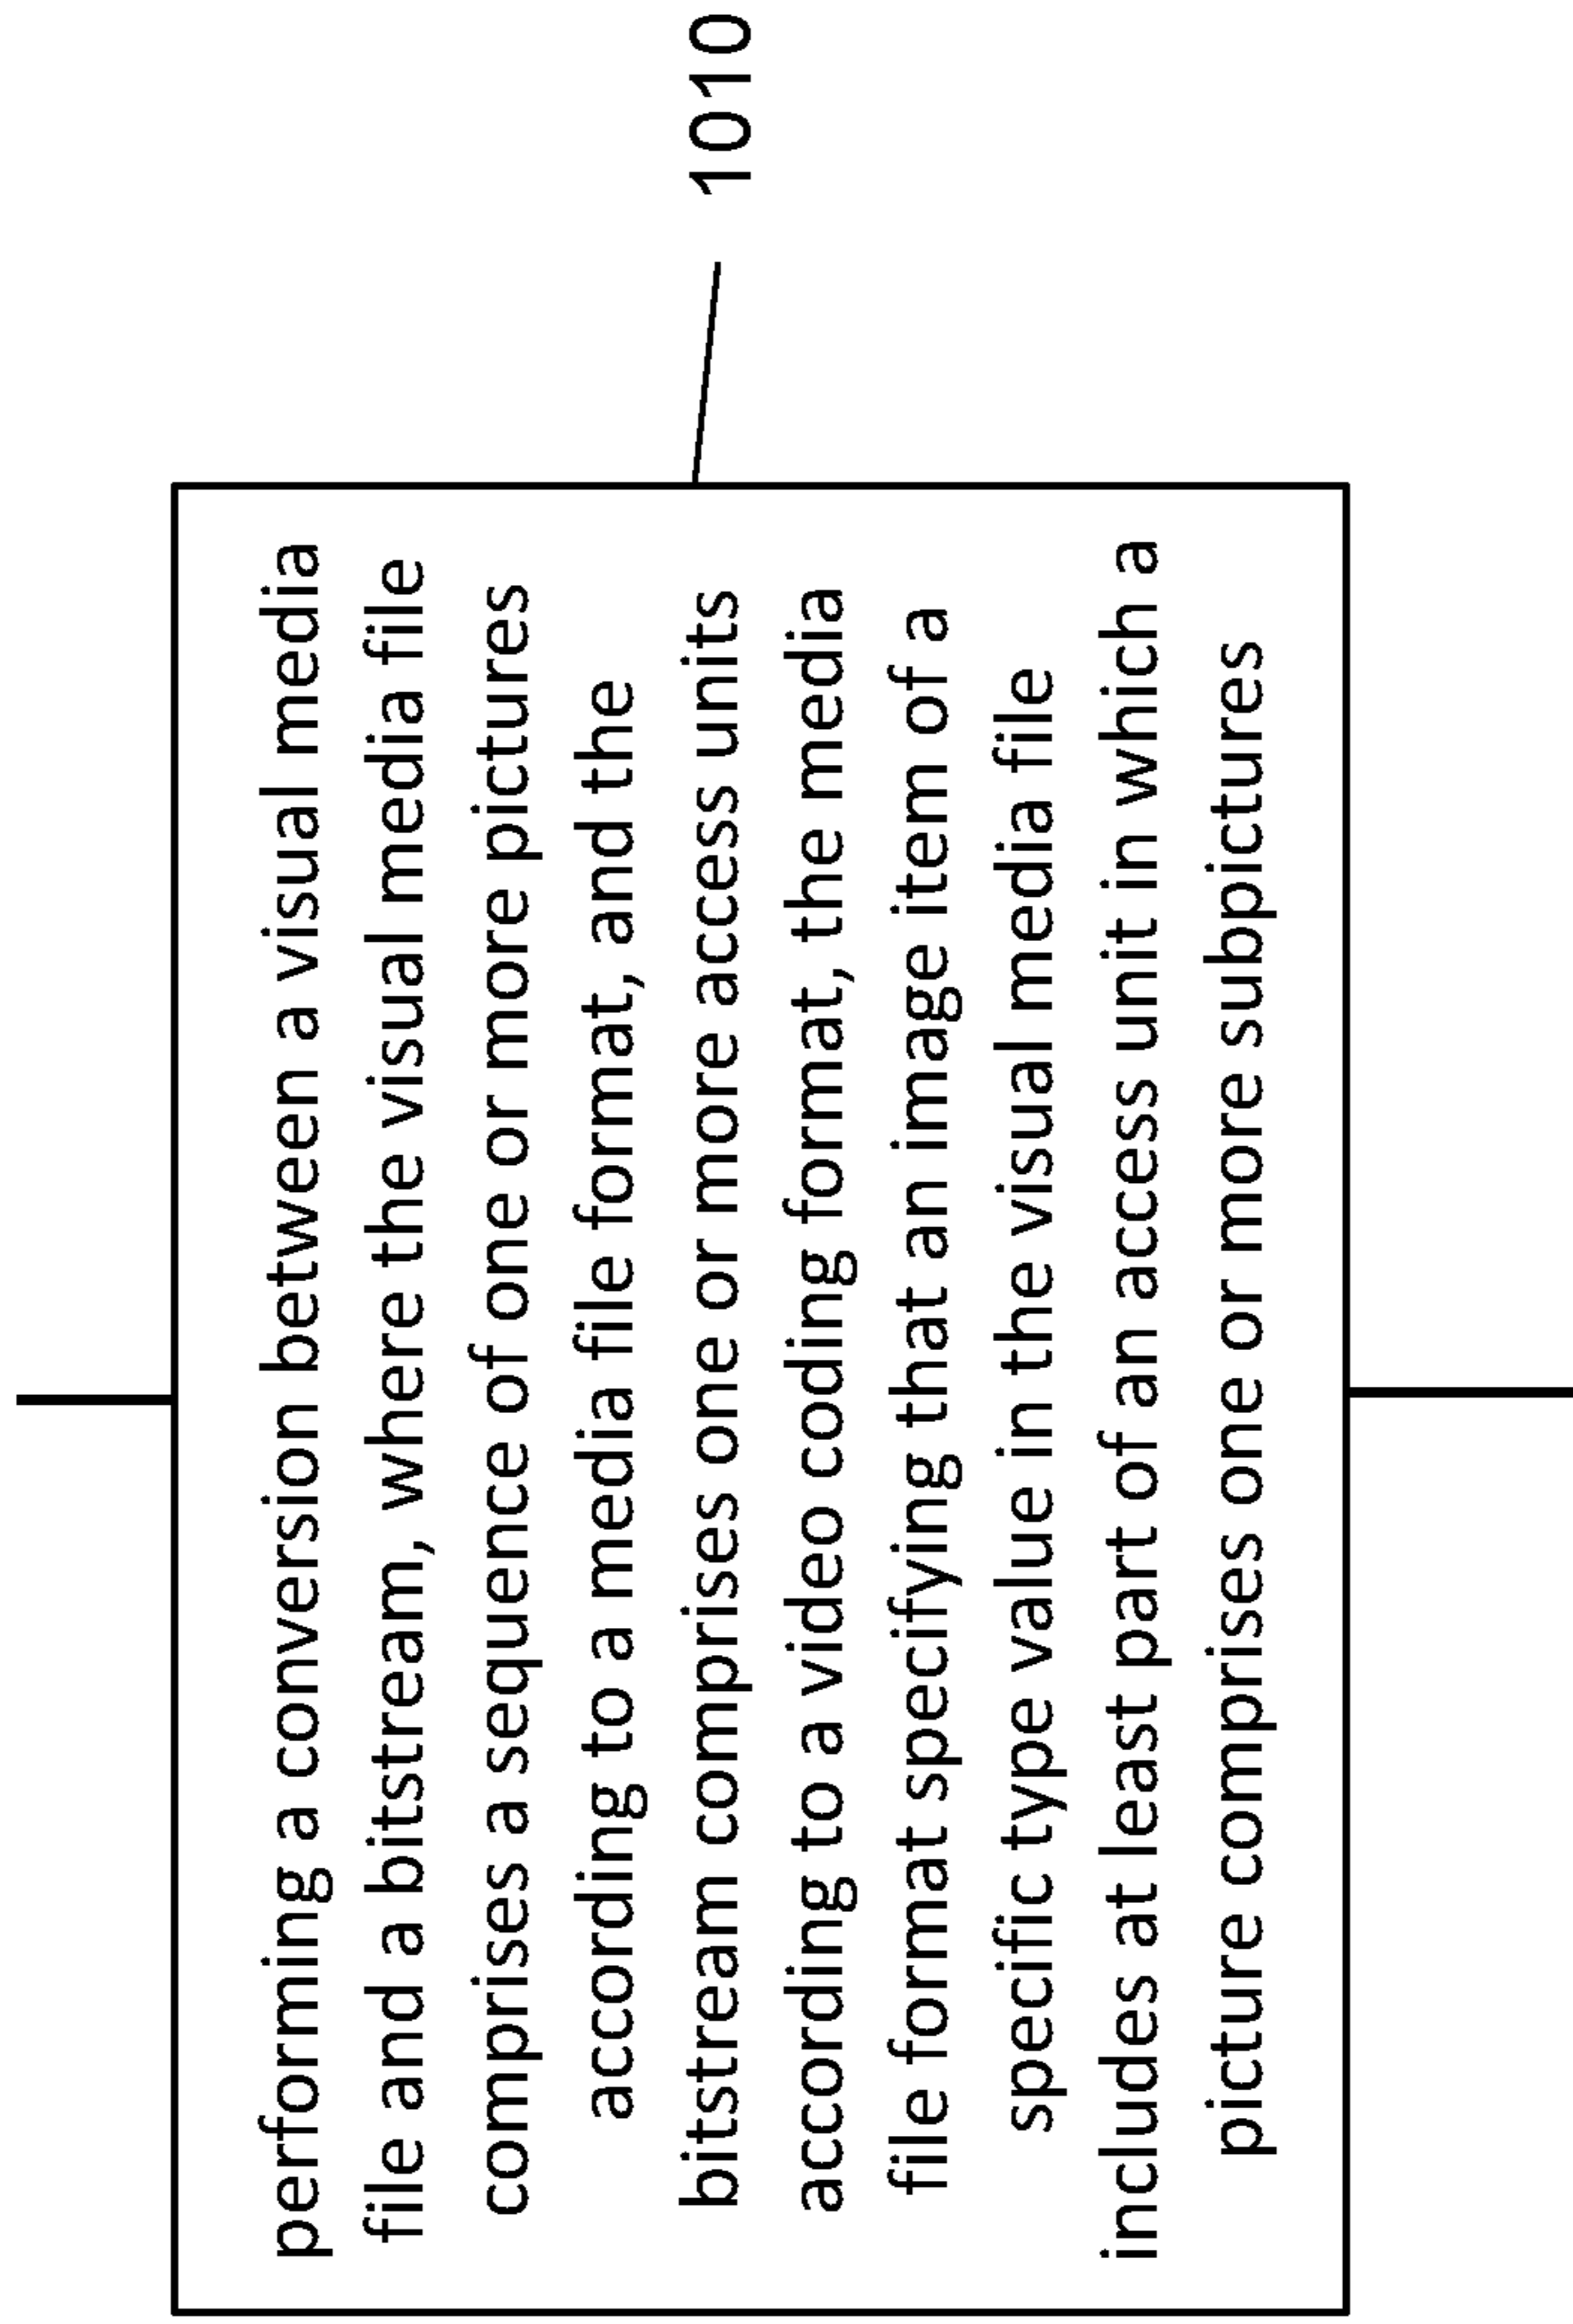 performing a conversion between a visual media
file and a bitstream, where the visual media file
comprises a sequence of one or more pictures
according to a media file format, and the
bitstream comprises one or more access units
according to a video coding format, the media
file format specifying that an image item of a
specific type value in the visual media file
includes at least part of an access unit in which a
picture comprises one or more subpictures
1010